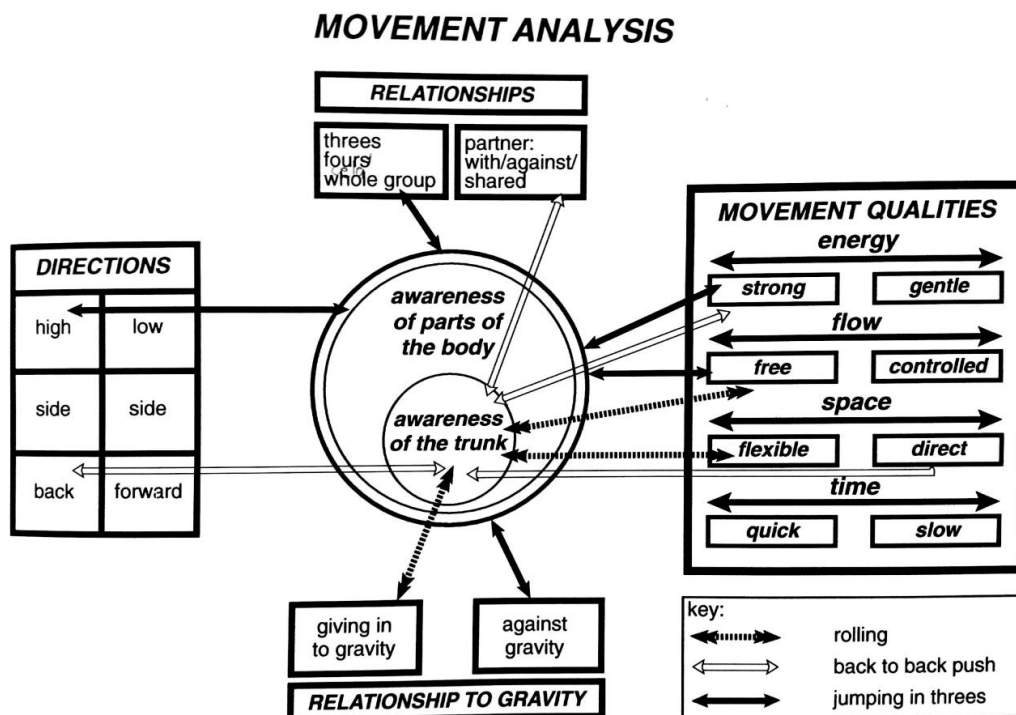 MOVEMENT ANALYSIS
RELATIONSHIPS
threes
fours/
whole group
partner:
with/against/
shared
DIRECTIONS
high
low
side
side
back
forward
awareness
of parts of
the body
awareness
of the trunk
MOVEMENT QUALITIES
energy
strong
gentle
flow
free
controlled
space
flexible
direct
time
quick
slow
giving in
to gravity
against
gravity
RELATIONSHIP TO GRAVITY
key:
rolling
back to back push
jumping in threes